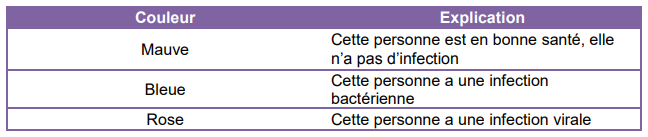 Couleur Explication
Mauve Cette personne est en bonne santé, elle
n’a pas d’infection
Bleue Cette personne a une infection
bactérienne
Rose Cette personne a une infection virale